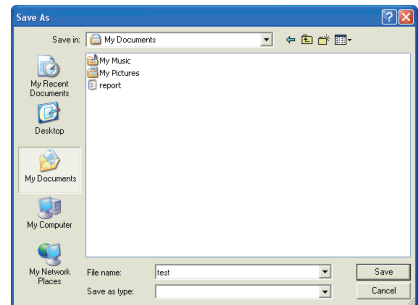 Save As
Save in: My Documents
My Recent
Documents
Desktop
My Documents
My Computer
My Network
Places
My Music
My Pictures
report
File name: test
Save
Save as type:
Cancel